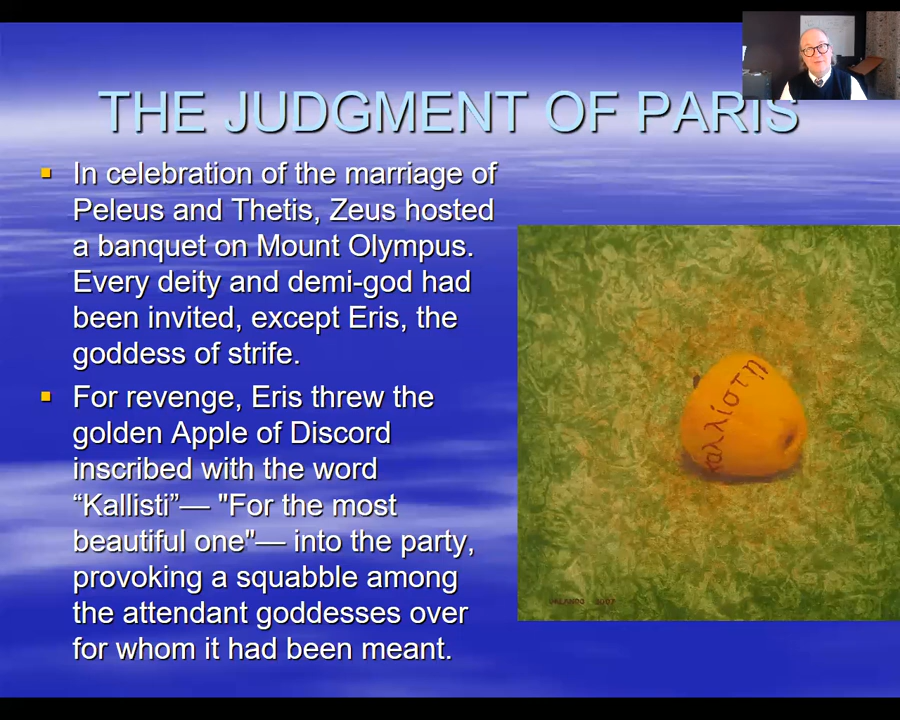 THE JUDGMENT OF PARIS
In celebration of the marriage of
Peleus and Thetis, Zeus hosted
a banquet on Mount Olympus.
Every deity and demi-god had
been invited, except Eris, the
goddess of strife.
For revenge, Eris threw the
golden Apple of Discord
inscribed with the word
“Kallisti”— "For the most
beautiful one"— into the party,
provoking a squabble among
the attendant goddesses over
for whom it had been meant.
καλλίστη
ORLANDO 2007